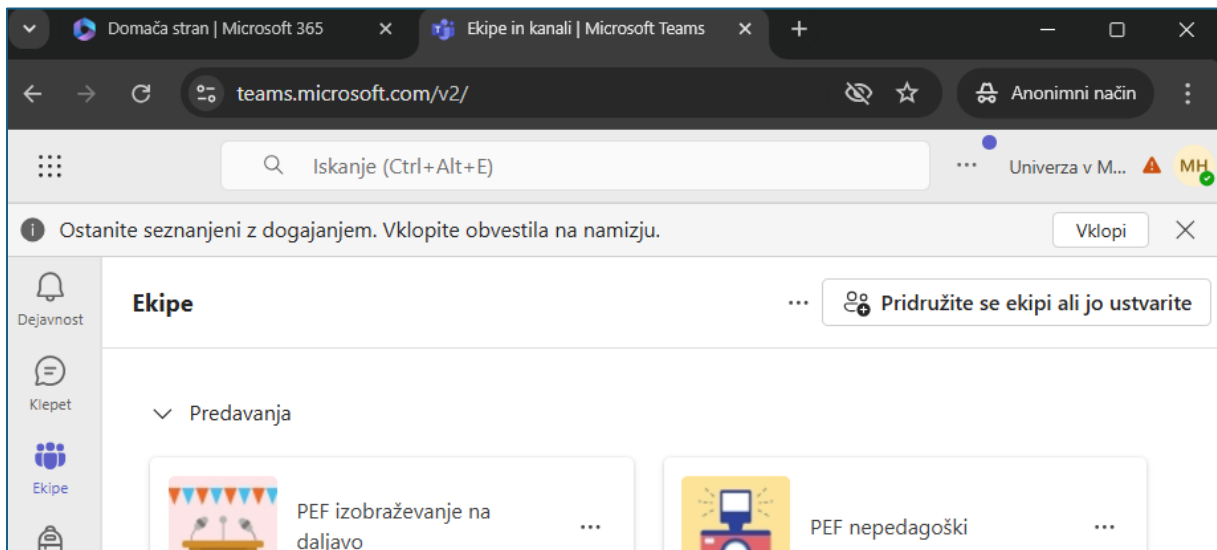 Domača stran | Microsoft 365
Ekipe in kanali | Microsoft Teams
teams.microsoft.com/v2/
Anonimni način
Iskanje (Ctrl+Alt+E)
Univerza v M...
MH
Ostanite seznanjeni z dogajanjem. Vklopite obvestila na namizju.
Vklopi
Dejavnost
Ekipe
Pridružite se ekipi ali jo ustvarite
Klepet
Predavanja
Ekipe
PEF izobraževanje na
daljavo
PEF nepedagoški